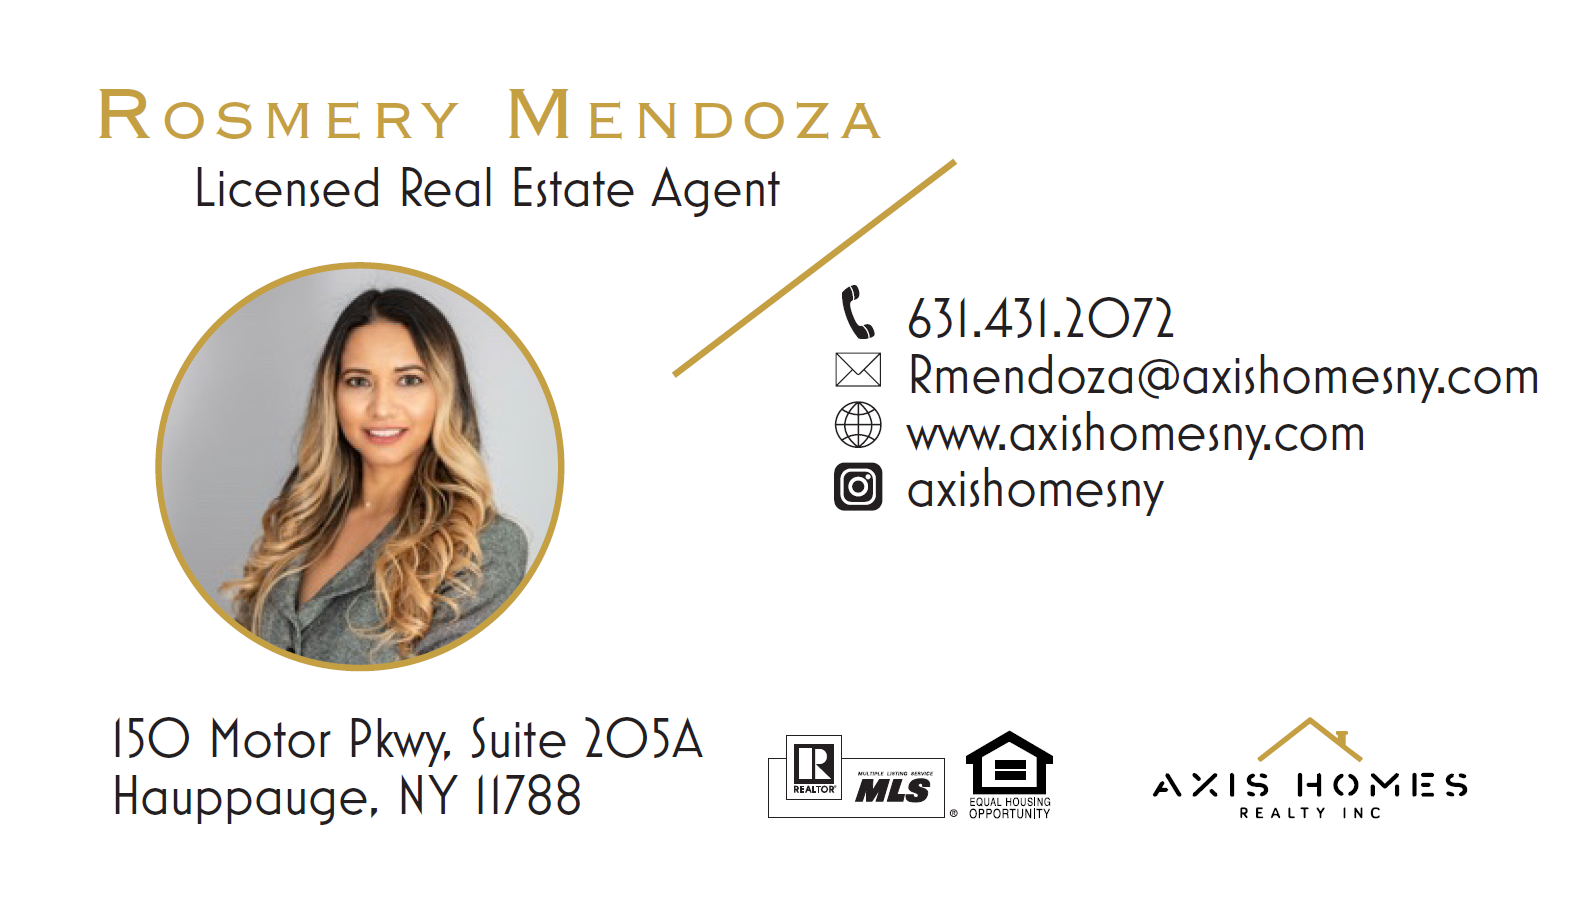 Rosmery Mendoza
Licensed Real Estate Agent
631.431.2072
Rmendoza@axishomesny.com
www.axishomesny.com
axishomesny
150 Motor Pkwy, Suite 205A
Hauppauge, NY 11788
R
REALTOR®
MULTIPLE LISTING SERVICE
MLS
®
EQUAL HOUSING
OPPORTUNITY
AXIS HOMES
REALTY INC